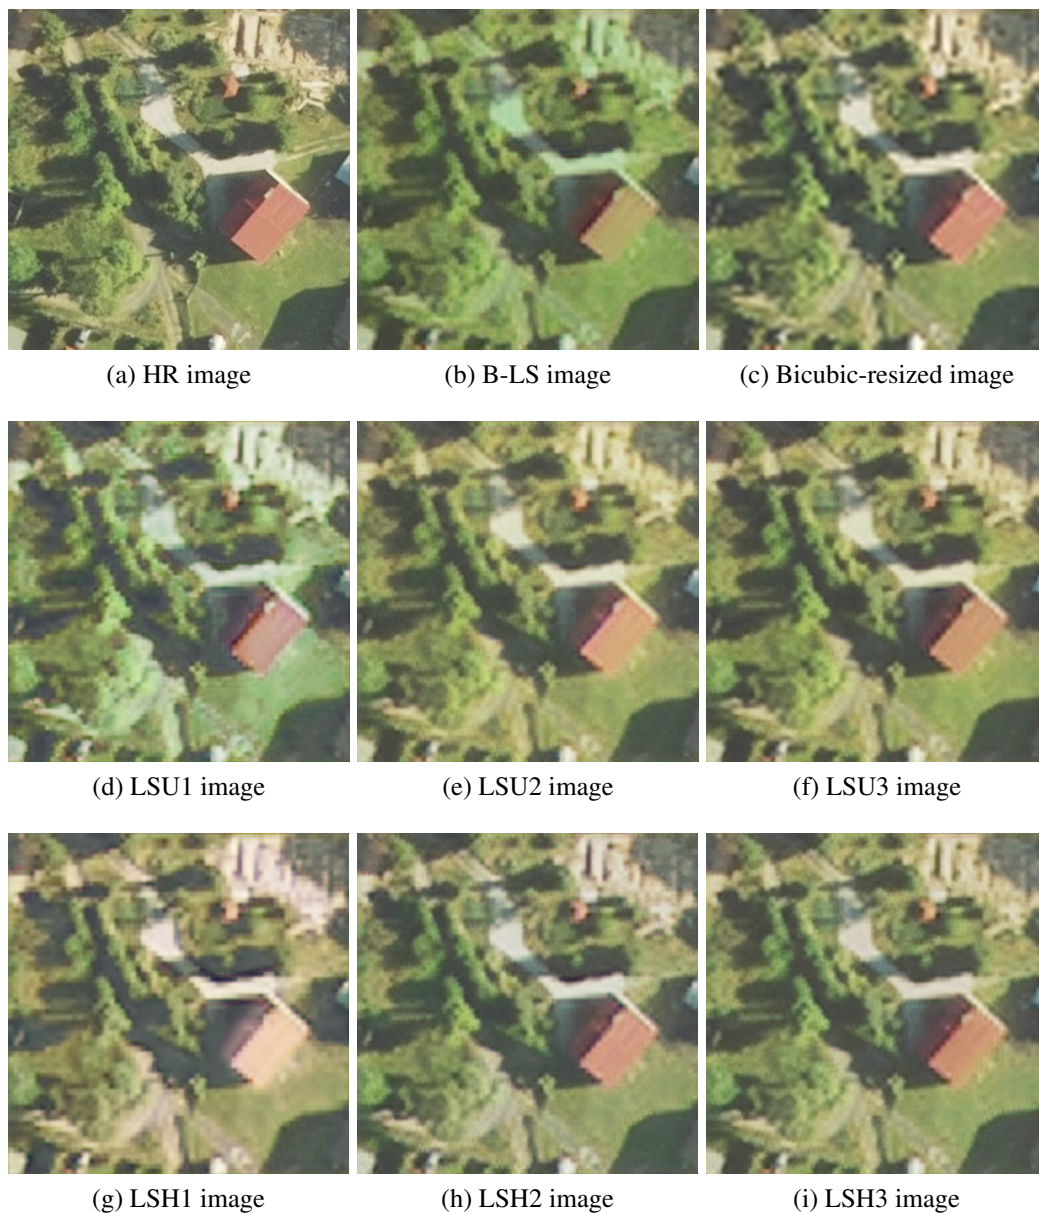 (a) HR image
(b) B-LS image
(c) Bicubic-resized image
(d) LSU1 image
(e) LSU2 image
(f) LSU3 image
(g) LSH1 image
(h) LSH2 image
(i) LSH3 image